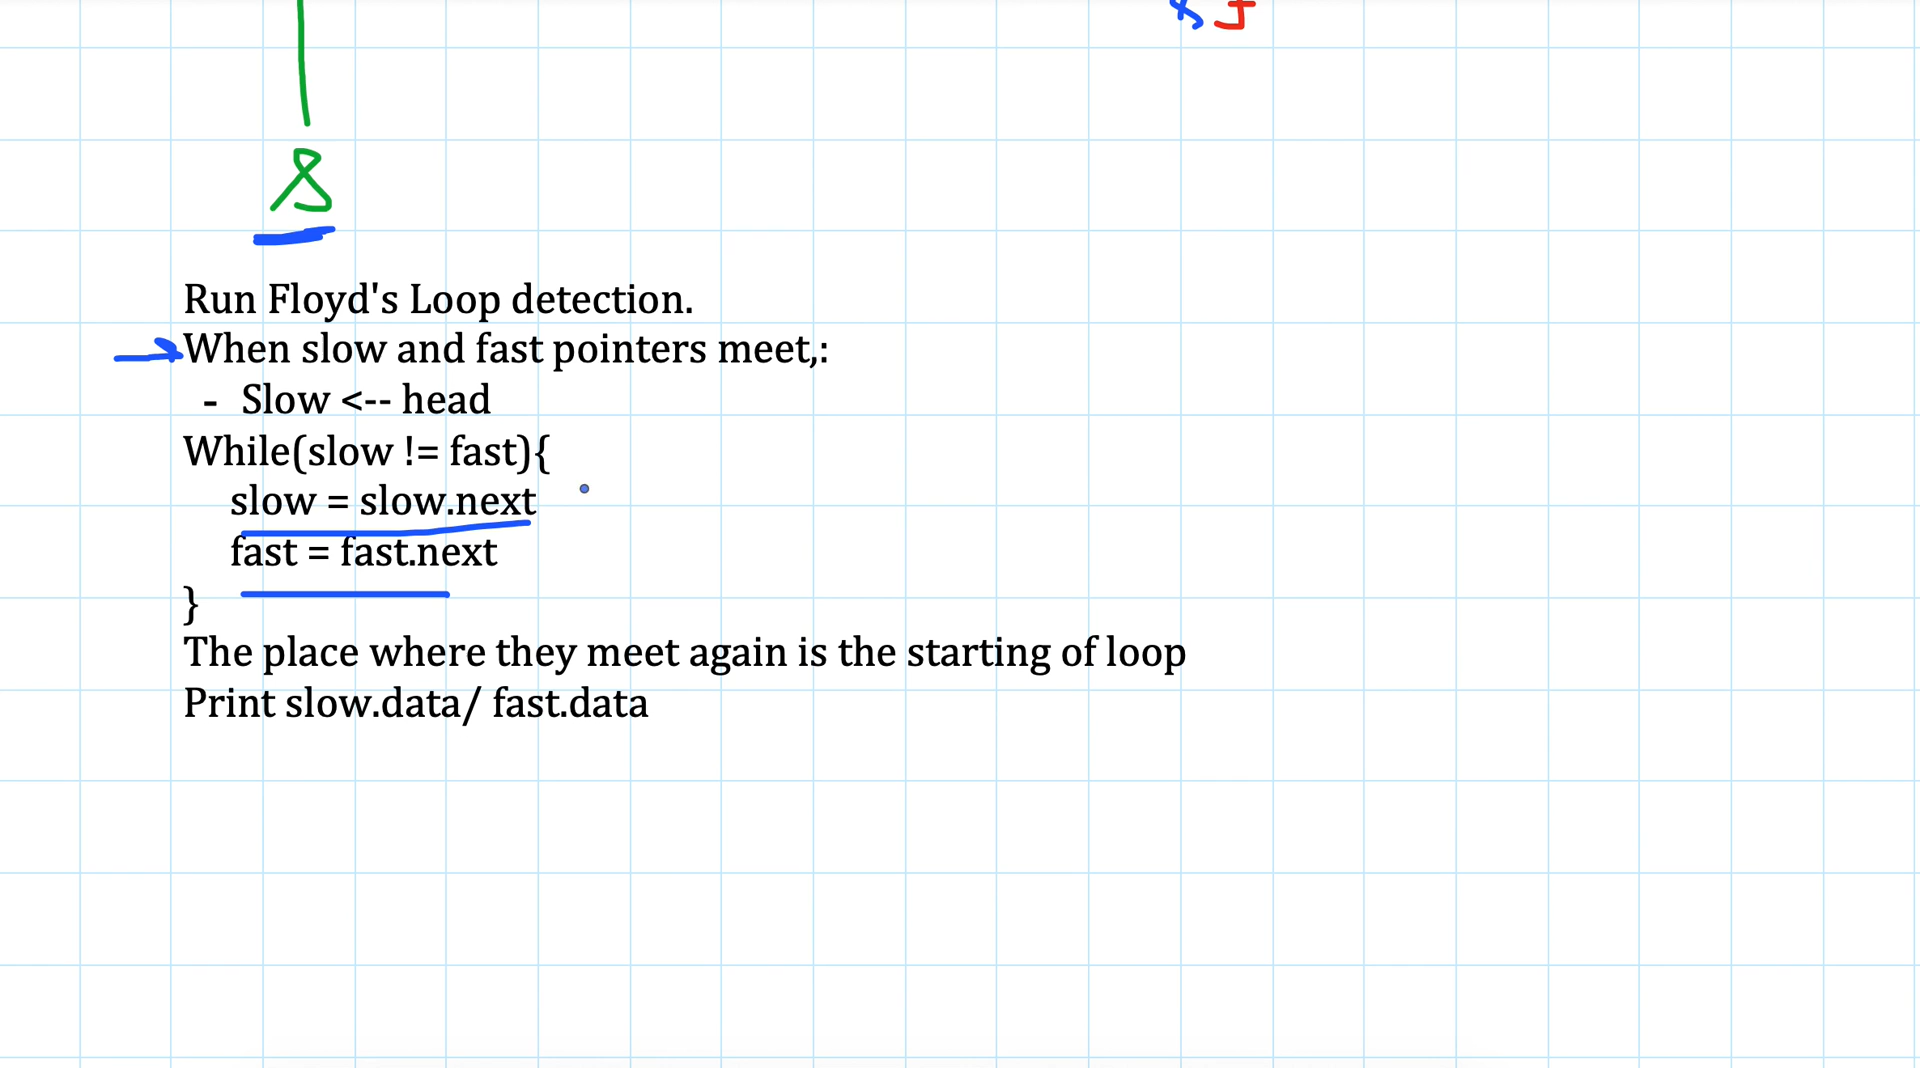 Run Floyd's Loop detection.
When slow and fast pointers meet,:
- Slow <-- head
While(slow != fast){
slow = slow.next
fast = fast.next
}
The place where they meet again is the starting of loop
Print slow.data/ fast.data